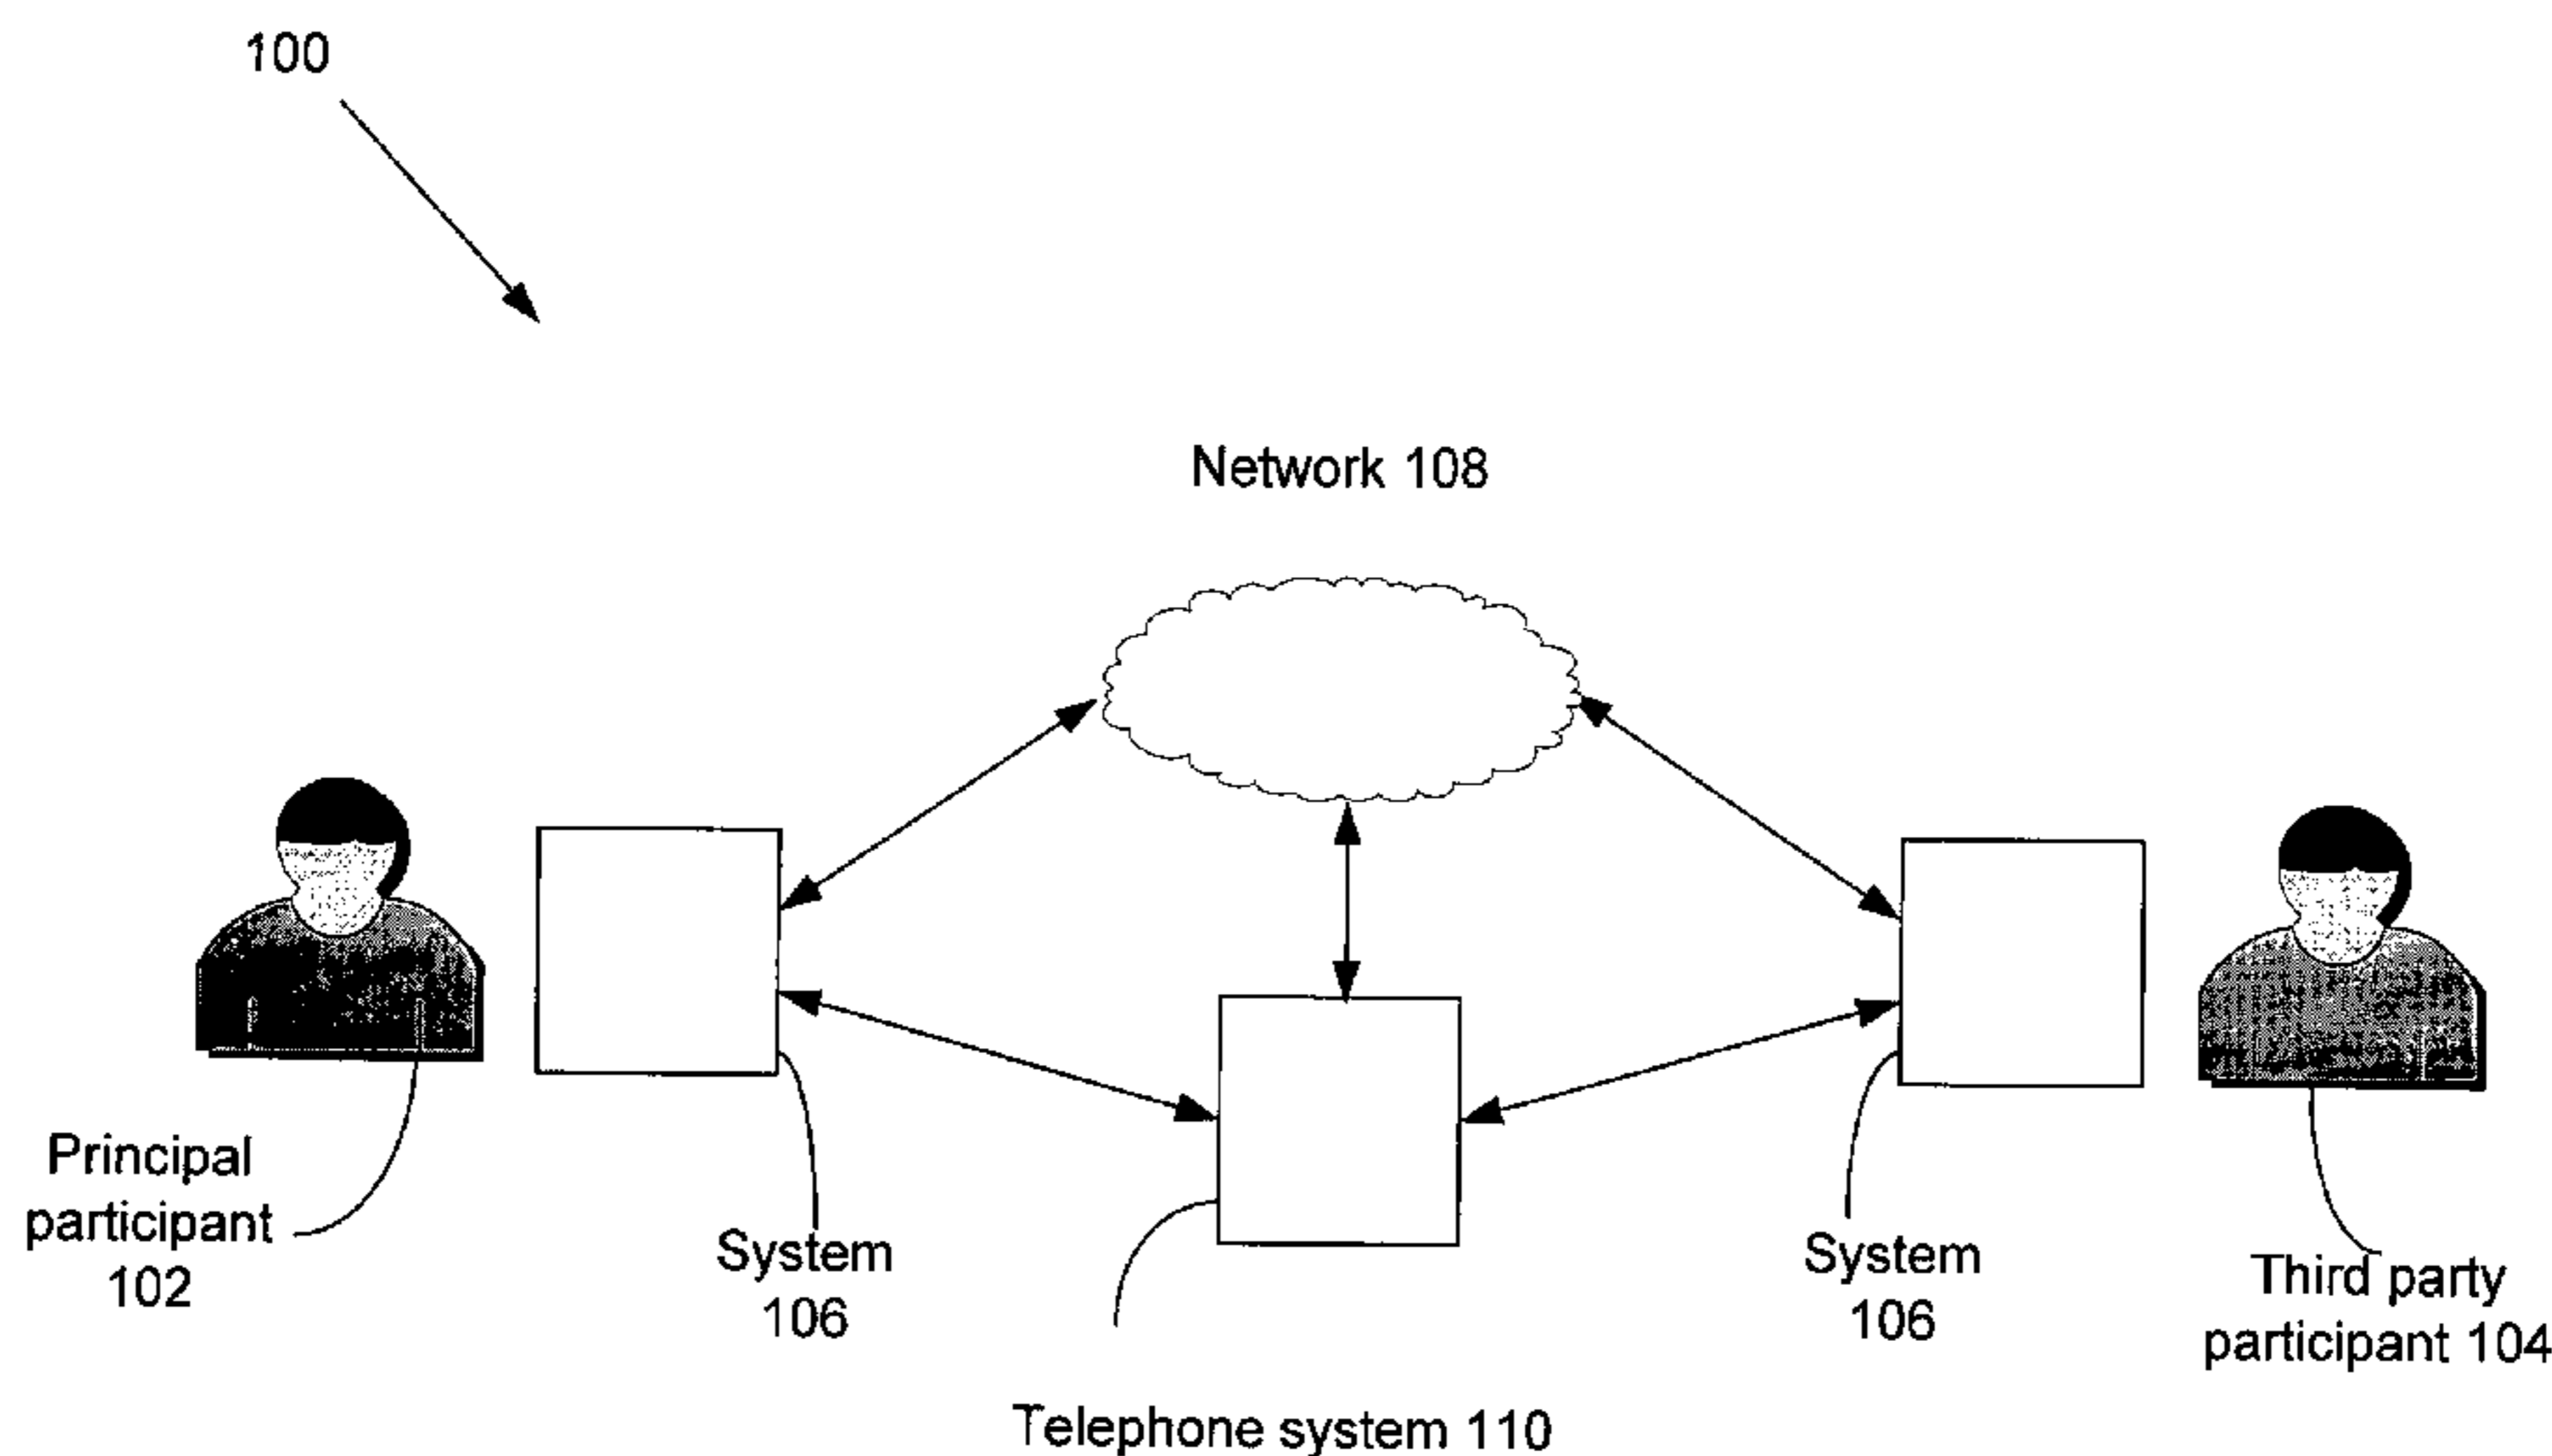 100
Network 108
Principal
participant
102
System
106
System
106
Third party
participant 104
Telephone system 110